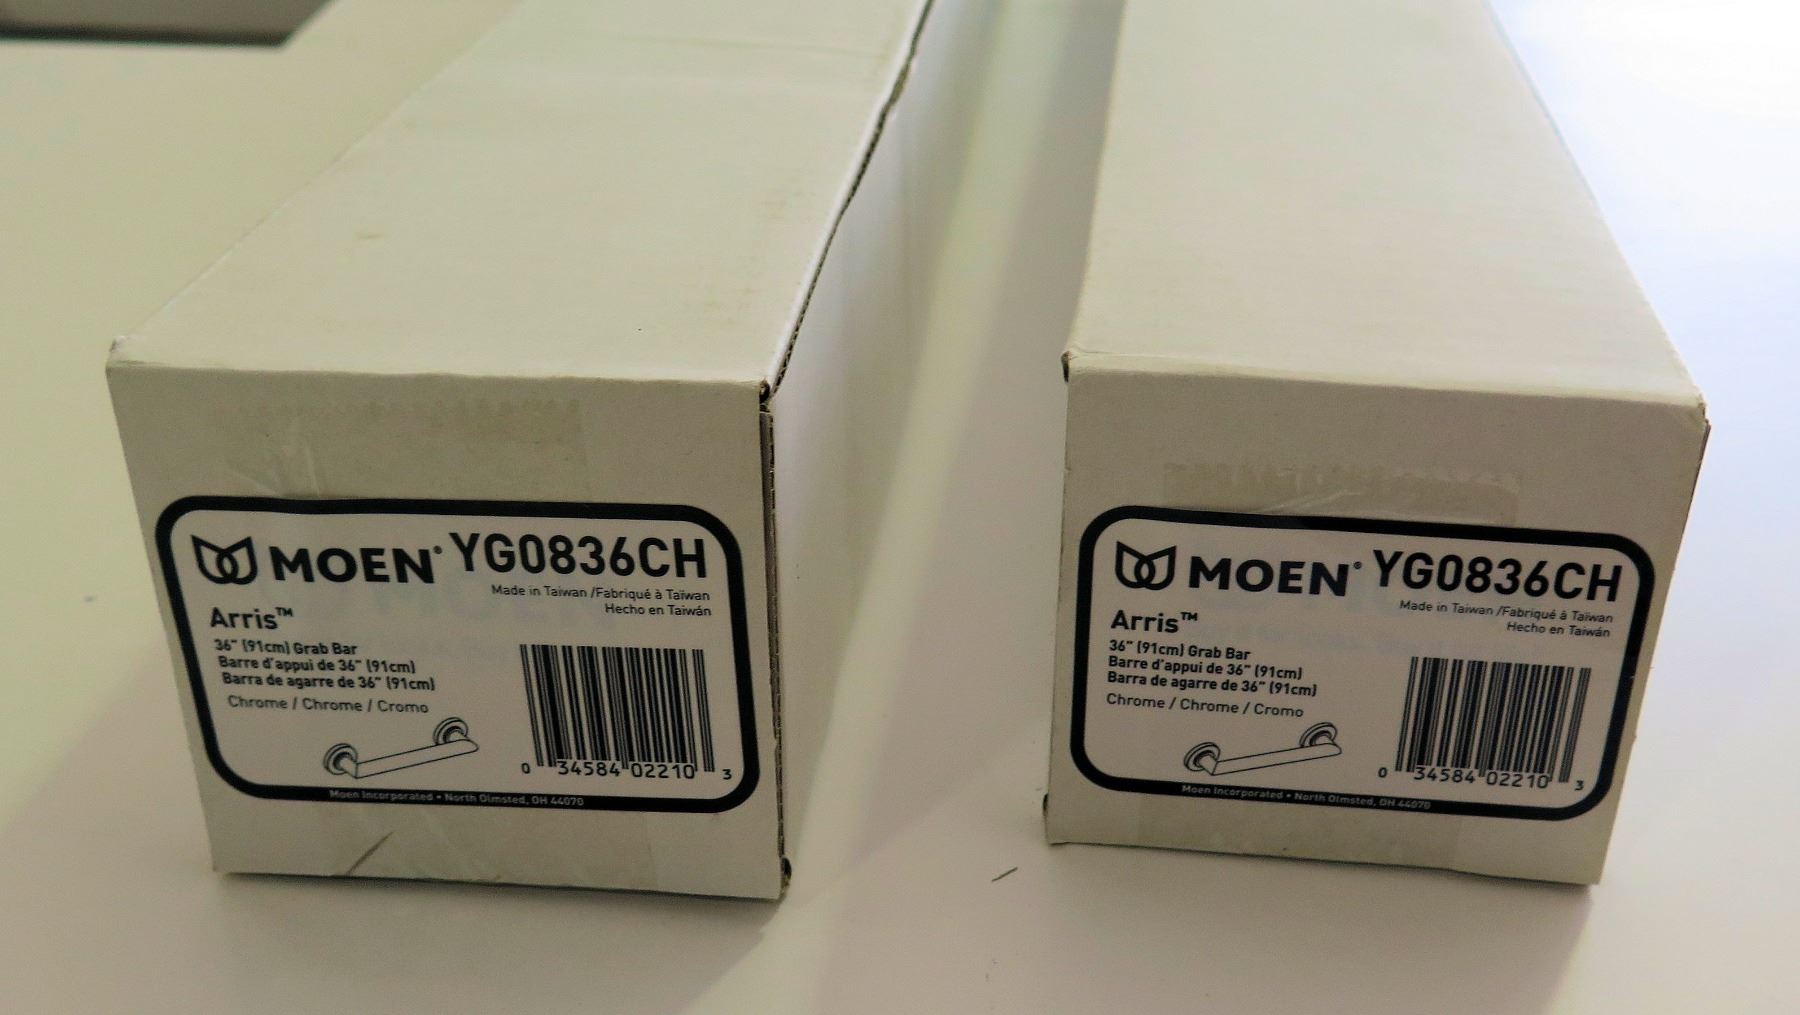 MOEN® YG0836CH
Made in Taiwan /Fabriqué à Taïwan
Hecho en Taiwán
Arris™
36" (91cm) Grab Bar
Barre d'appui de 36" (91cm)
Barra de agarre de 36" (91cm)
Chrome / Chrome / Cromo
0 34584 02210 3
Moen Incorporated • North Olmsted, OH 44070
MOEN® YG0836CH
Made in Taiwan /Fabriqué à Taïwan
Hecho en Taiwán
Arris™
36" (91cm) Grab Bar
Barre d'appui de 36" (91cm)
Barra de agarre de 36" (91cm)
Chrome / Chrome / Cromo
0 34584 02210 3
Moen Incorporated • North Olmsted, OH 44070